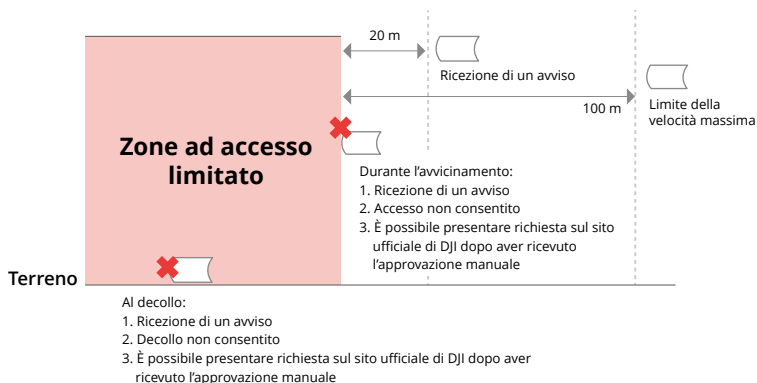 20 m
Ricezione di un avviso
100 m
Limite della
velocità massima
Zone ad accesso
limitato
Durante l’avvicinamento:
1. Ricezione di un avviso
2. Accesso non consentito
3. È possibile presentare richiesta sul sito
ufficiale di DJI dopo aver ricevuto
l’approvazione manuale
Terreno
Al decollo:
1. Ricezione di un avviso
2. Decollo non consentito
3. È possibile presentare richiesta sul sito ufficiale di DJI dopo aver
ricevuto l’approvazione manuale